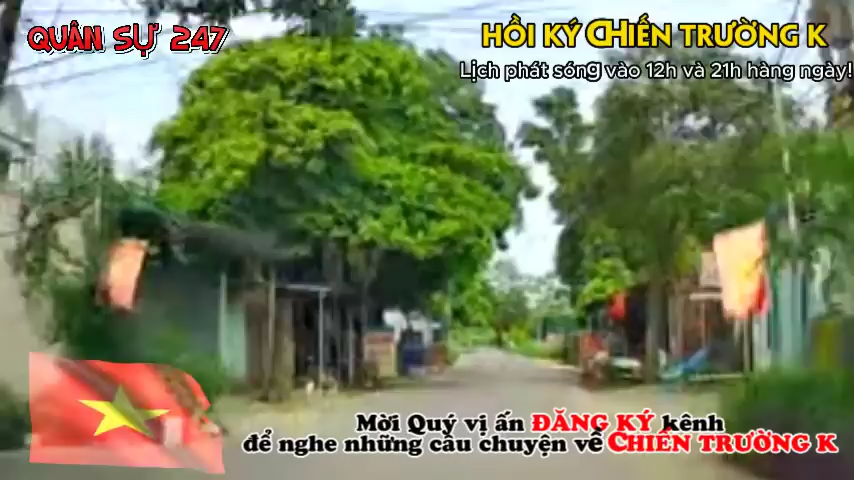 QUÂN SỰ 247
HỒI KÝ CHIẾN TRƯỜNG K
Lịch phát sóng vào 12h và 21h hàng ngày!
Mời Quý vị ấn ĐĂNG KÝ kênh
để nghe những câu chuyện về CHIẾN TRƯỜNG K